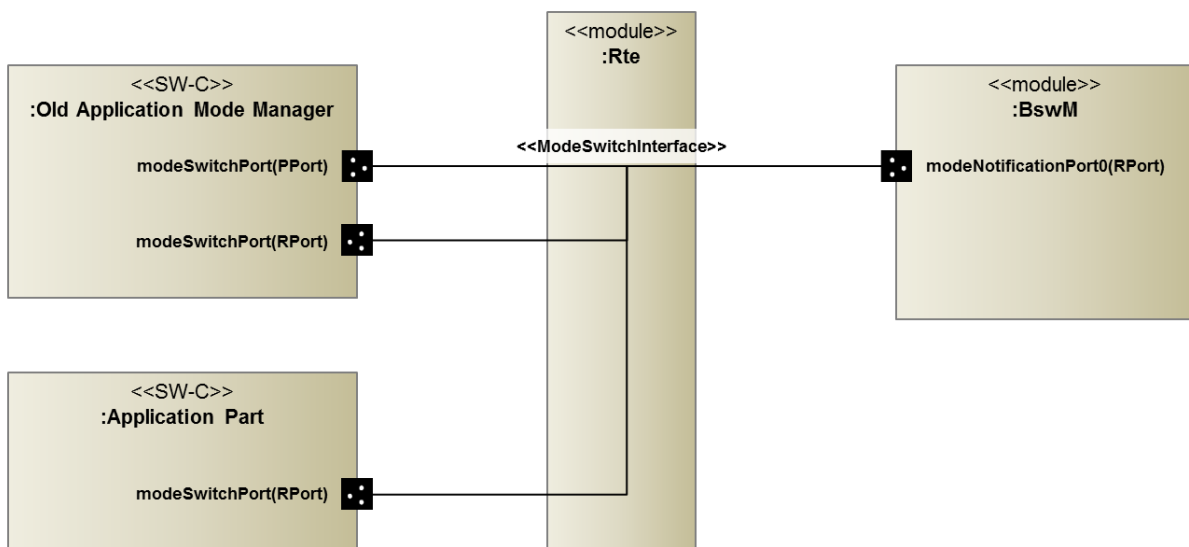 <<module>>
:Rte
<<SW-C>>
:Old Application Mode Manager
<<module>>
:BswM
<<ModeSwitchInterface>>
modeSwitchPort(PPort)
modeNotificationPort0(RPort)
modeSwitchPort(RPort)
<<SW-C>>
:Application Part
modeSwitchPort(RPort)